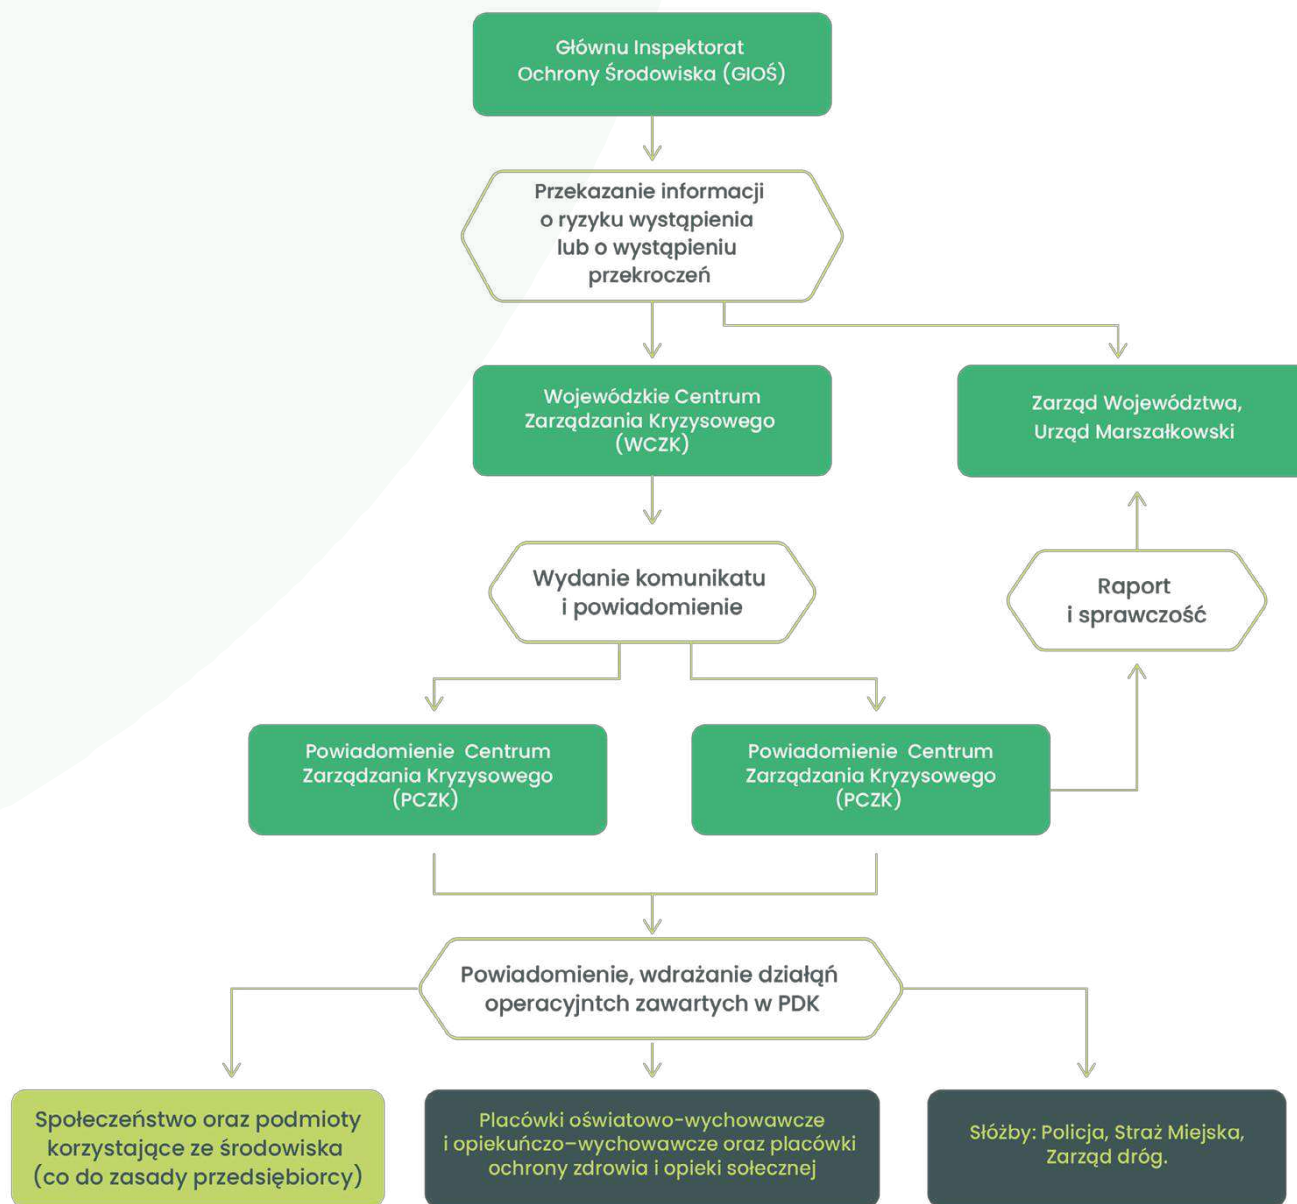 Głównu Inspektorat
Ochrony Środowiska (GIOŚ)
Przekazanie informacji
o ryzyku wystąpienia
lub o wystąpieniu
przekroczeń
Wojewódzkie Centrum
Zarządzania Kryzysowego
(WCZK)
Zarząd Województwa,
Urząd Marszałkowski
Wydanie komunikatu
i powiadomienie
Raport
i sprawczość
Powiadomienie Centrum
Zarządzania Kryzysowego
(PCZK)
Powiadomienie Centrum
Zarządzania Kryzysowego
(PCZK)
Powiadomienie, wdrażanie działąń
operacyjntch zawartych w PDK
Społeczeństwo oraz podmioty
korzystające ze środowiska
(co do zasady przedsiębiorcy)
Placówki oświatowo-wychowawcze
i opiekuńczo–wychowawcze oraz placówki
ochrony zdrowia i opieki sołecznej
Słóżby: Policja, Straż Miejska,
Zarząd dróg.